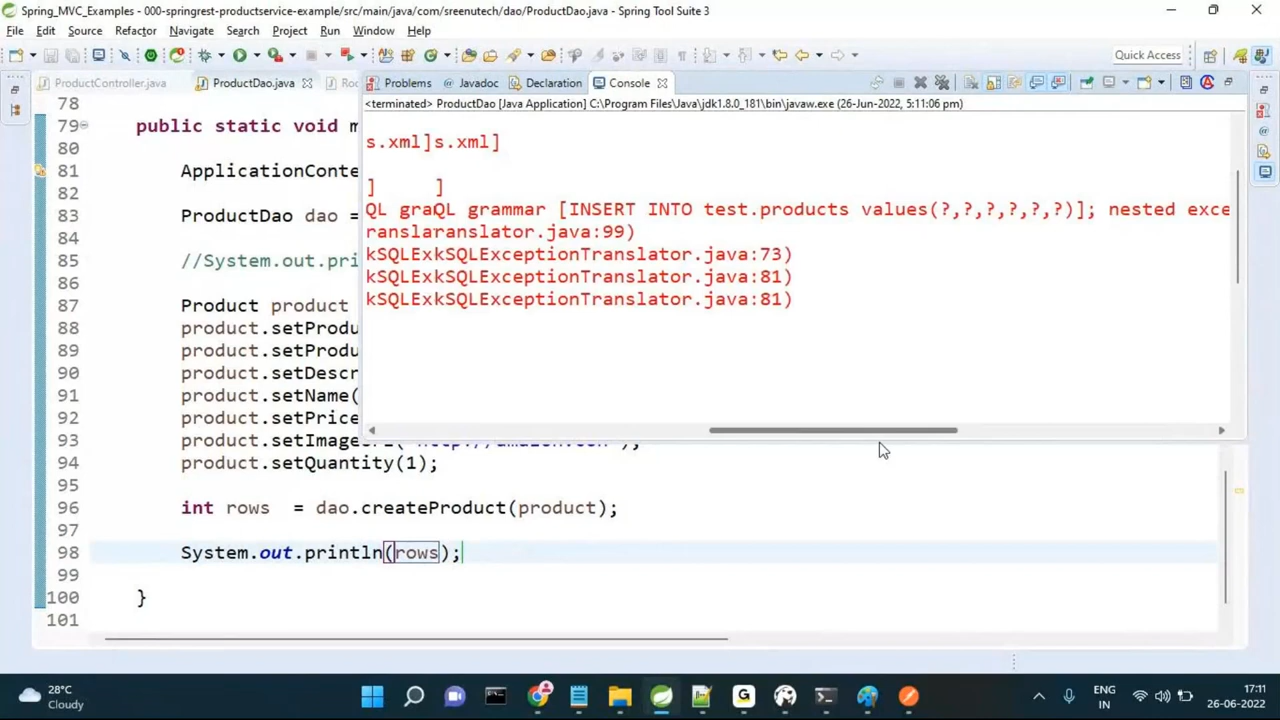 Spring_MVC_Examples - 000-springrest-productservice-example/src/main/java/com/sreenutech/dao/ProductDao.java - Spring Tool Suite 3
File Edit Source Refactor Navigate Search Project Run Window Help
Quick Access
ProductController.java ProductDao.java Problems Javadoc Declaration Console
<terminated> ProductDao [Java Application] C:\Program Files\Java\jdk1.8.0_181\bin\javaw.exe (26-Jun-2022, 5:11:06 pm)
s.xml]s.xml]
] ]
QL graQL grammar [INSERT INTO test.products values(?,?,?,?,?,?)]; nested exce
ranslaranslator.java:99)
kSQLExkSQLExceptionTranslator.java:73)
kSQLExkSQLExceptionTranslator.java:81)
kSQLExkSQLExceptionTranslator.java:81)
78
79 public static void m
80
81 ApplicationConte
82
83 ProductDao dao =
84
85 //System.out.pri
86
87 Product product
88 product.setProdu
89 product.setProdu
90 product.setDescr
91 product.setName(
92 product.setPrice
93
94 product.setQuantity(1);
95
96 int rows = dao.createProduct(product);
97
98 System.out.println(rows);
99
100 }
101
28°C
Cloudy
ENG
IN
17:11
26-06-2022